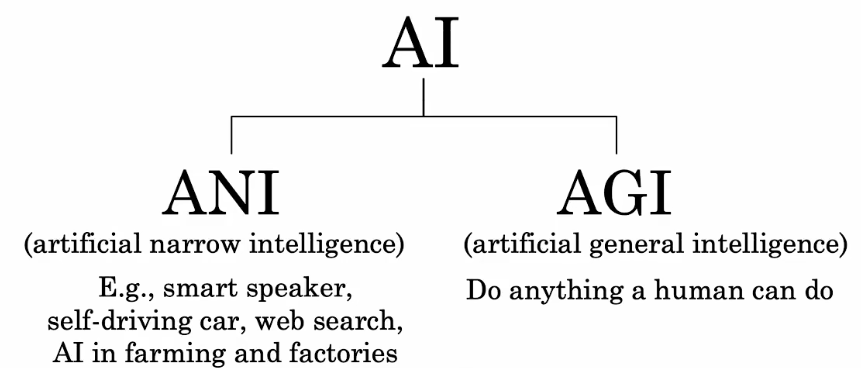 AI
ANI
(artificial narrow intelligence)
E.g., smart speaker,
self-driving car, web search,
AI in farming and factories
AGI
(artificial general intelligence)
Do anything a human can do